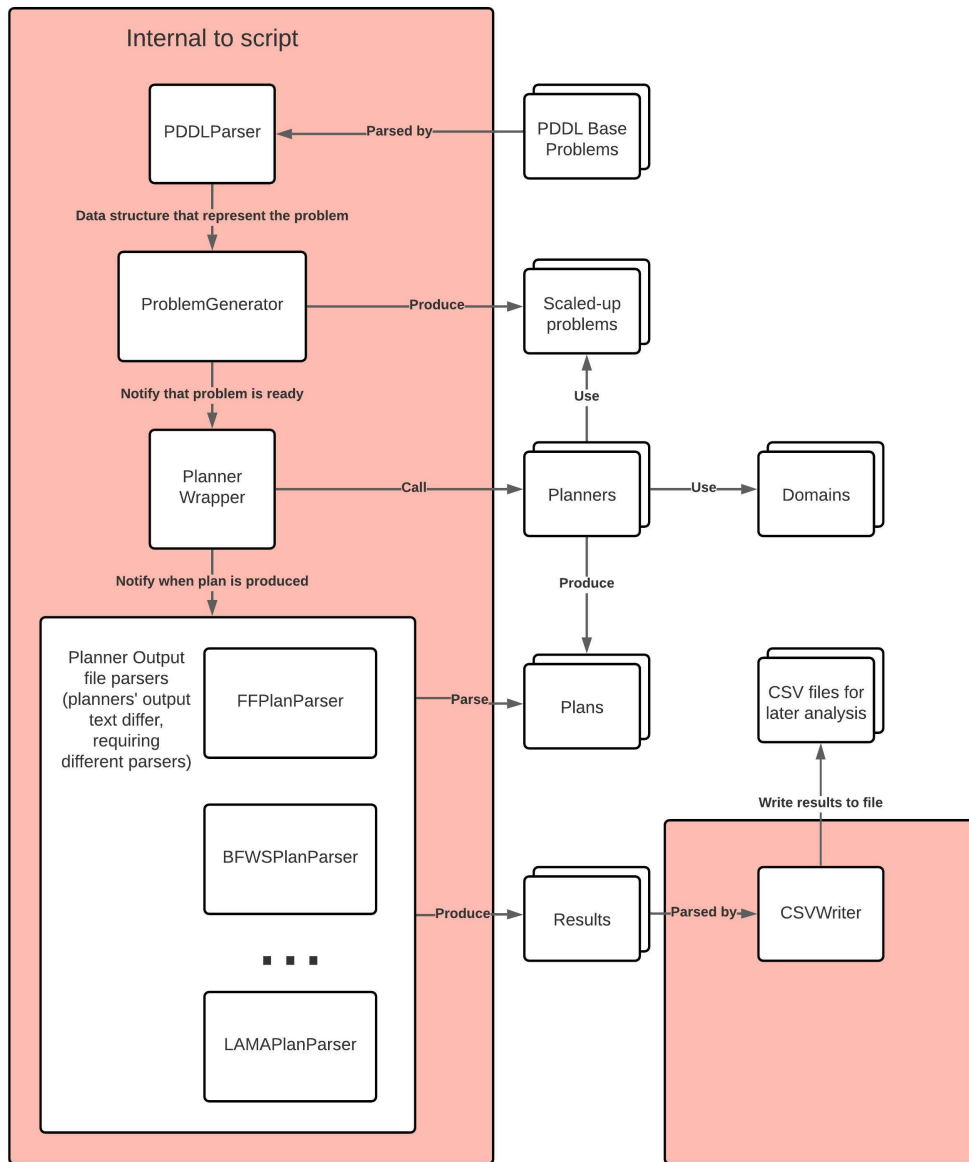 Internal to script
PDDLParser
Parsed by
PDDL Base
Problems
Data structure that represent the problem
ProblemGenerator
Produce
Scaled-up
problems
Notify that problem is ready
Use
Planner
Wrapper
Call
Planners
Use
Domains
Notify when plan is produced
Produce
Planner Output
file parsers
(planners' output
text differ,
requiring
different parsers)
FFPlanParser
Parse
Plans
CSV files for
later analysis
Write results to file
BFWSPlanParser
Produce
Results
Parsed by
CSVWriter
LAMAPlanParser